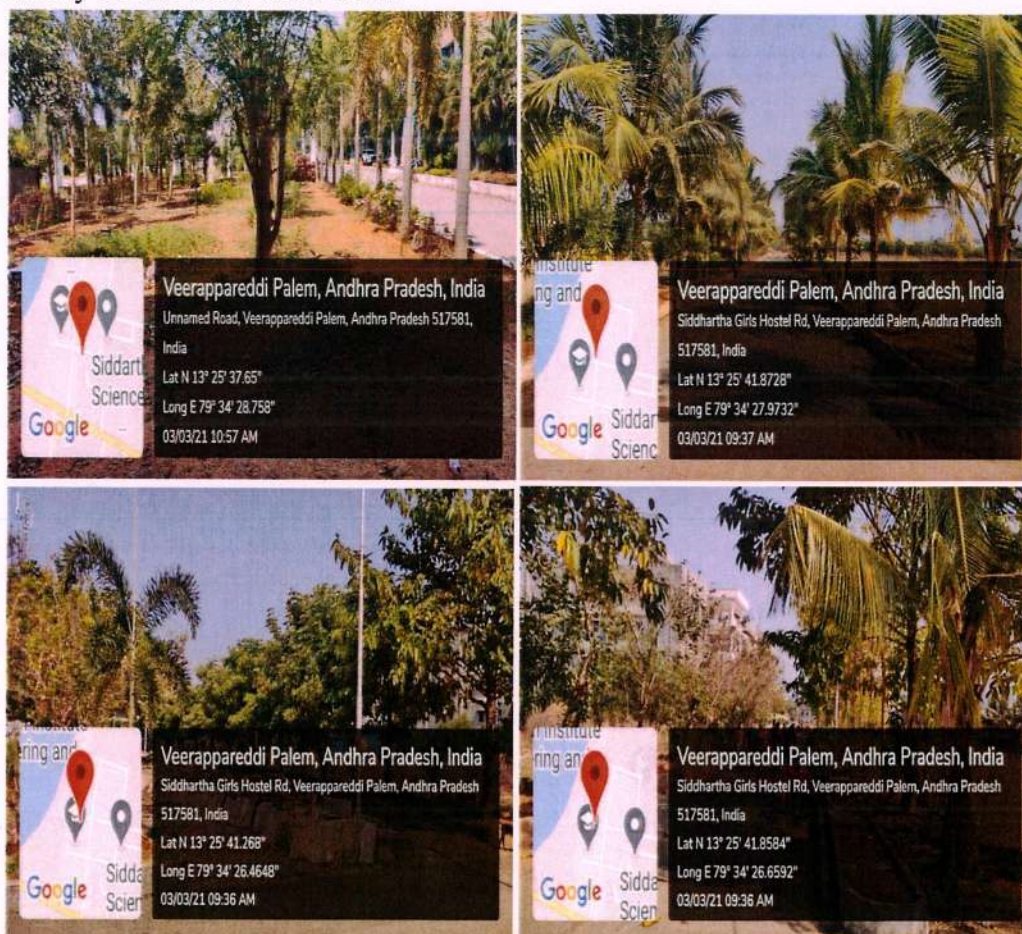 Siddarth
Science
Google
Veerappareddi Palem, Andhra Pradesh, India
Unnamed Road, Veerappareddi Palem, Andhra Pradesh 517581,
India
Lat N 13° 25' 37.65"
Long E 79° 34' 28.758"
03/03/21 10:57 AM
Institute
ng and
Siddar
Scienc
Google
Veerappareddi Palem, Andhra Pradesh, India
Siddhartha Girls Hostel Rd, Veerappareddi Palem, Andhra Pradesh
517581, India
Lat N 13° 25' 41.8728"
Long E 79° 34' 27.9732"
03/03/21 09:37 AM
Institute
ring and
Sidda
Scien
Google
Veerappareddi Palem, Andhra Pradesh, India
Siddhartha Girls Hostel Rd, Veerappareddi Palem, Andhra Pradesh
517581, India
Lat N 13° 25' 41.268"
Long E 79° 34' 26.4648"
03/03/21 09:36 AM
Institute
ring an
Sidda
Scien
Google
Veerappareddi Palem, Andhra Pradesh, India
Siddhartha Girls Hostel Rd, Veerappareddi Palem, Andhra Pradesh
517581, India
Lat N 13° 25' 41.8584"
Long E 79° 34' 26.6592"
03/03/21 09:36 AM